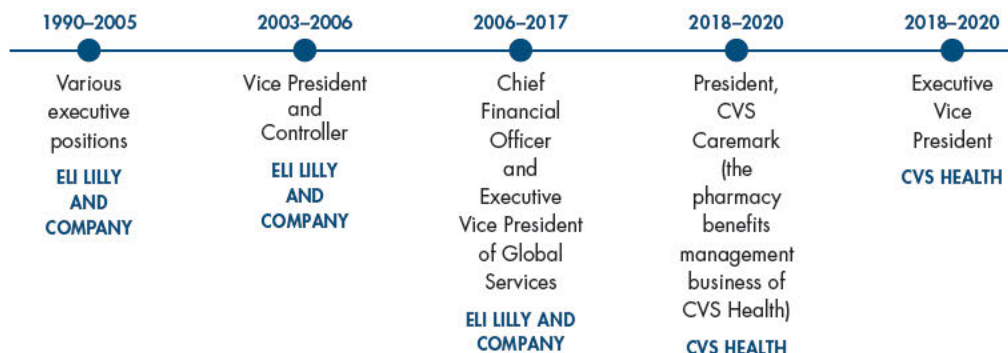 1990–2005
Various
executive
positions
ELI LILLY
AND
COMPANY
2003–2006
Vice President
and
Controller
ELI LILLY
AND
COMPANY
2006–2017
Chief
Financial
Officer
and
Executive
Vice President
of Global
Services
ELI LILLY AND
COMPANY
2018–2020
President,
CVS
Caremark
(the
pharmacy
benefits
management
business of
CVS Health)
CVS HEALTH
2018–2020
Executive
Vice
President
CVS HEALTH